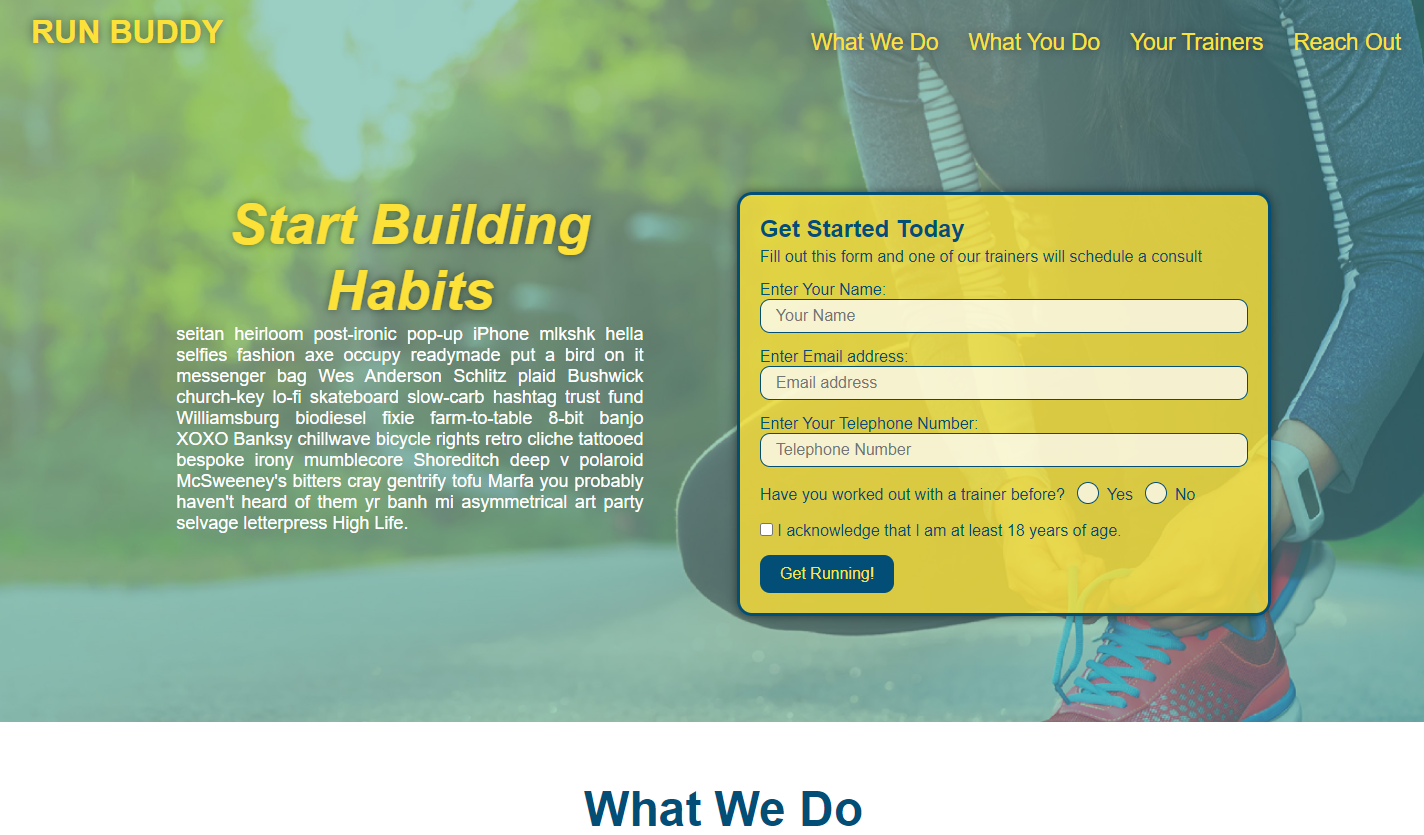 RUN BUDDY
What We Do What You Do Your Trainers Reach Out
Start Building
Habits
seitan heirloom post-ironic pop-up iPhone mlkshk hella
selfies fashion axe occupy readymade put a bird on it
messenger bag Wes Anderson Schlitz plaid Bushwick
church-key lo-fi skateboard slow-carb hashtag trust fund
Williamsburg biodiesel fixie farm-to-table 8-bit banjo
XOXO Banksy chillwave bicycle rights retro cliche tattooed
bespoke irony mumblecore Shoreditch deep v polaroid
McSweeney's bitters cray gentrify tofu Marfa you probably
haven't heard of them yr banh mi asymmetrical art party
selvage letterpress High Life.
Get Started Today
Fill out this form and one of our trainers will schedule a consult
Enter Your Name:
Your Name
Enter Email address:
Email address
Enter Your Telephone Number:
Telephone Number
Have you worked out with a trainer before? Yes No
I acknowledge that I am at least 18 years of age.
Get Running!
What We Do